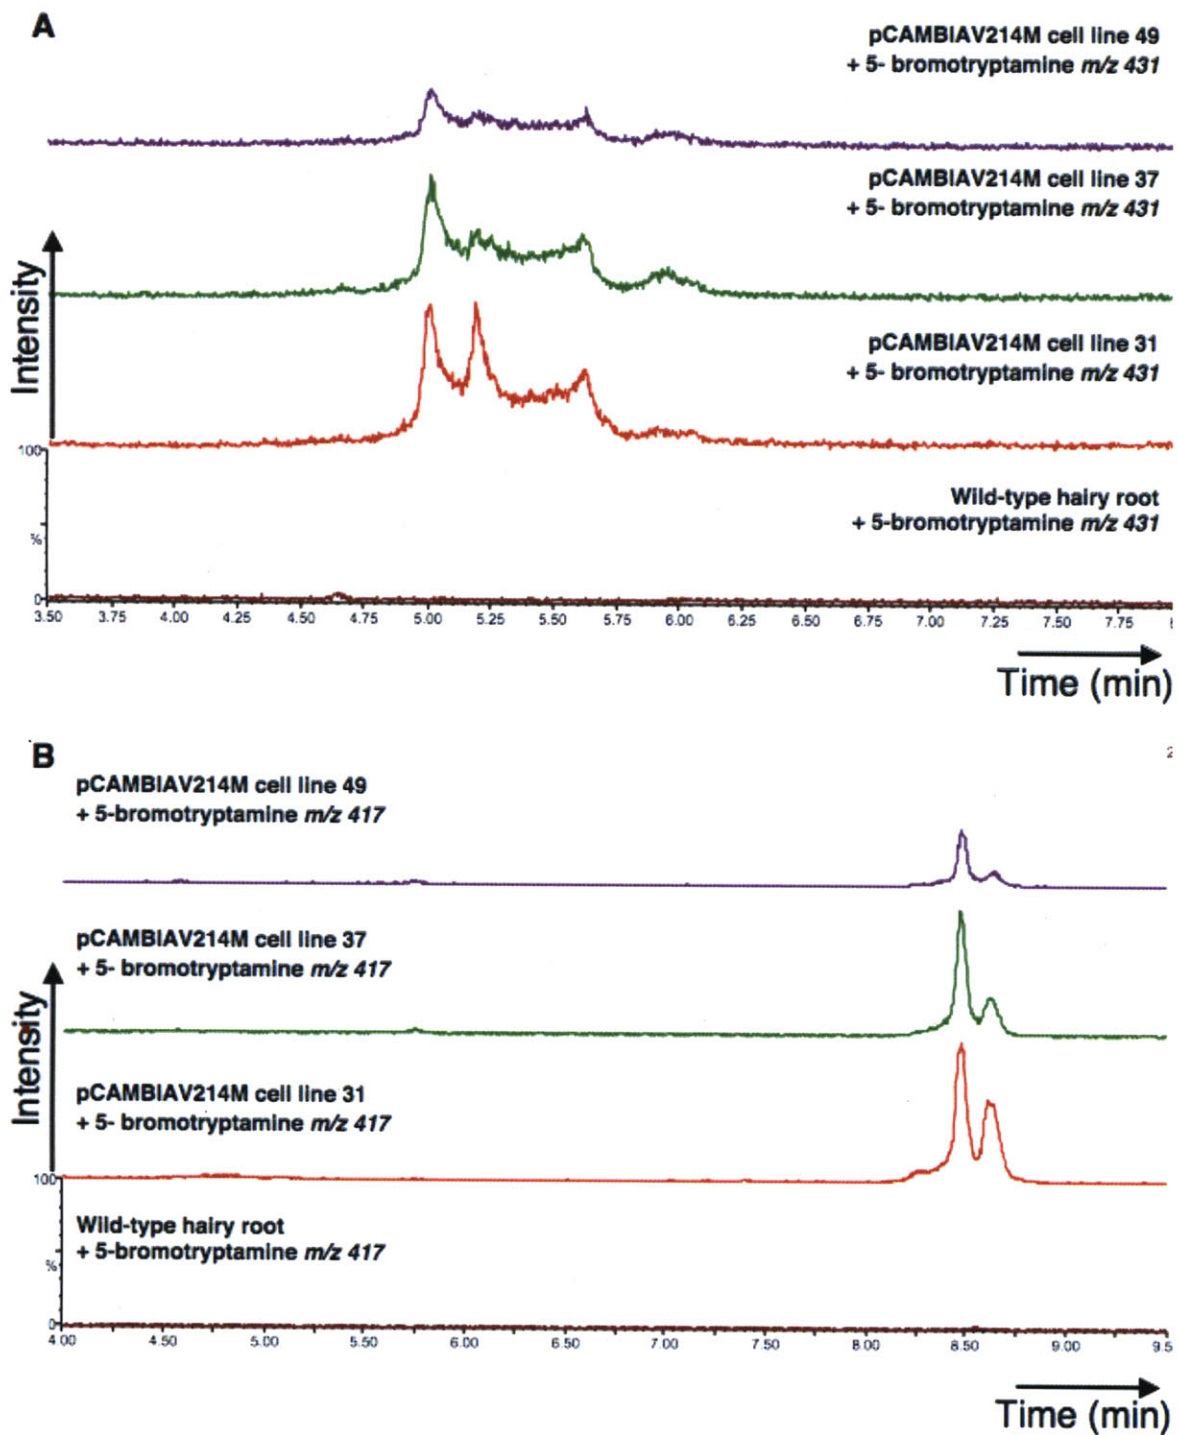 A
pCAMBIAV214M cell line 49
+ 5- bromotryptamine m/z 431
pCAMBIAV214M cell line 37
+ 5- bromotryptamine m/z 431
Intensity
pCAMBIAV214M cell line 31
+ 5- bromotryptamine m/z 431
100
Wild-type hairy root
+ 5-bromotryptamine m/z 431
%
0
3.50 3.75 4.00 4.25 4.50 4.75 5.00 5.25 5.50 5.75 6.00 6.25 6.50 6.75 7.00 7.25 7.50 7.75
Time (min)
B
2
pCAMBIAV214M cell line 49
+ 5-bromotryptamine m/z 417
pCAMBIAV214M cell line 37
+ 5- bromotryptamine m/z 417
Intensity
pCAMBIAV214M cell line 31
+ 5- bromotryptamine m/z 417
100
Wild-type hairy root
+ 5-bromotryptamine m/z 417
%
0
4.00 4.50 5.00 5.50 6.00 6.50 7.00 7.50 8.00 8.50 9.00 9.5
Time (min)